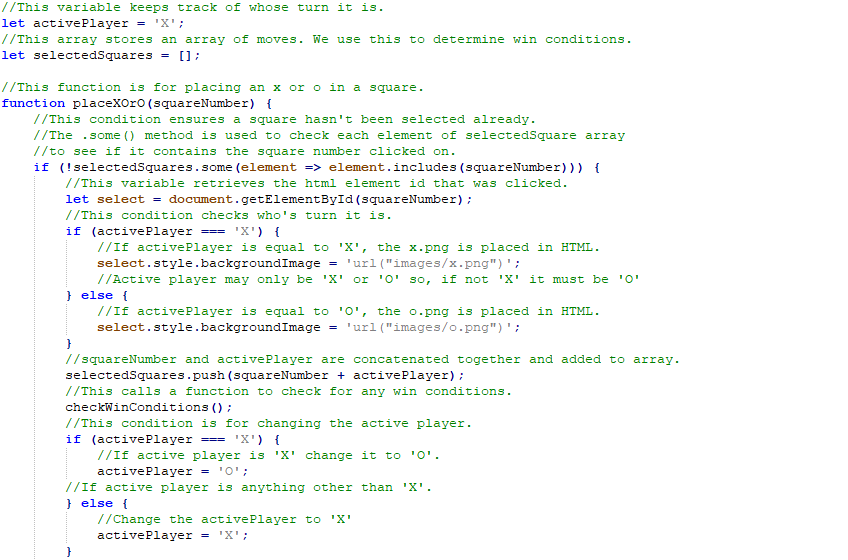 //This variable keeps track of whose turn it is.
let activePlayer = 'X';
//This array stores an array of moves. We use this to determine win conditions.
let selectedSquares = [];

//This function is for placing an x or o in a square.
function placeXOrO(squareNumber) {
    //This condition ensures a square hasn't been selected already.
    //The .some() method is used to check each element of selectedSquare array
    //to see if it contains the square number clicked on.
    if (!selectedSquares.some(element => element.includes(squareNumber))) {
        //This variable retrieves the html element id that was clicked.
        let select = document.getElementById(squareNumber);
        //This condition checks who's turn it is.
        if (activePlayer === 'X') {
            //If activePlayer is equal to 'X', the x.png is placed in HTML.
            select.style.backgroundImage = 'url("images/x.png")';
            //Active player may only be 'X' or 'O' so, if not 'X' it must be 'O'
        } else {
            //If activePlayer is equal to 'O', the o.png is placed in HTML.
            select.style.backgroundImage = 'url("images/o.png")';
        }
        //squareNumber and activePlayer are concatenated together and added to array.
        selectedSquares.push(squareNumber + activePlayer);
        //This calls a function to check for any win conditions.
        checkWinConditions();
        //This condition is for changing the active player.
        if (activePlayer === 'X') {
            //If active player is 'X' change it to 'O'.
            activePlayer = 'O';
        //If active player is anything other than 'X'.
        } else {
            //Change the activePlayer to 'X'
            activePlayer = 'X';
        }